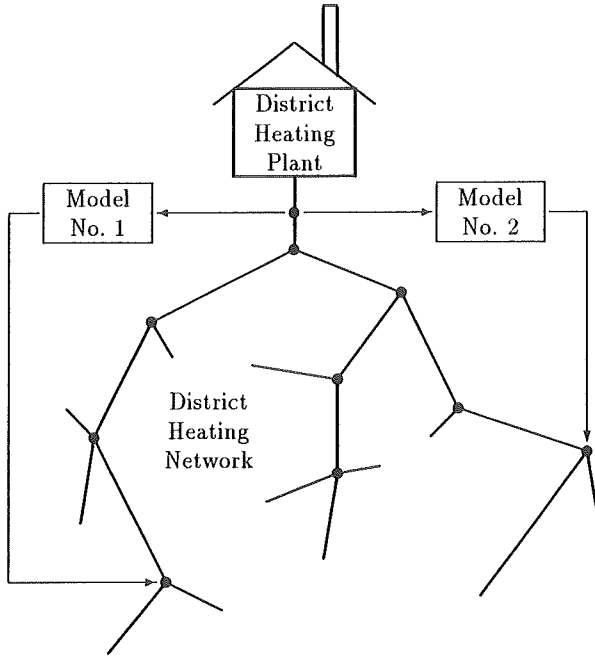 District
Heating
Plant
Model
No. 1
Model
No. 2
District
Heating
Network